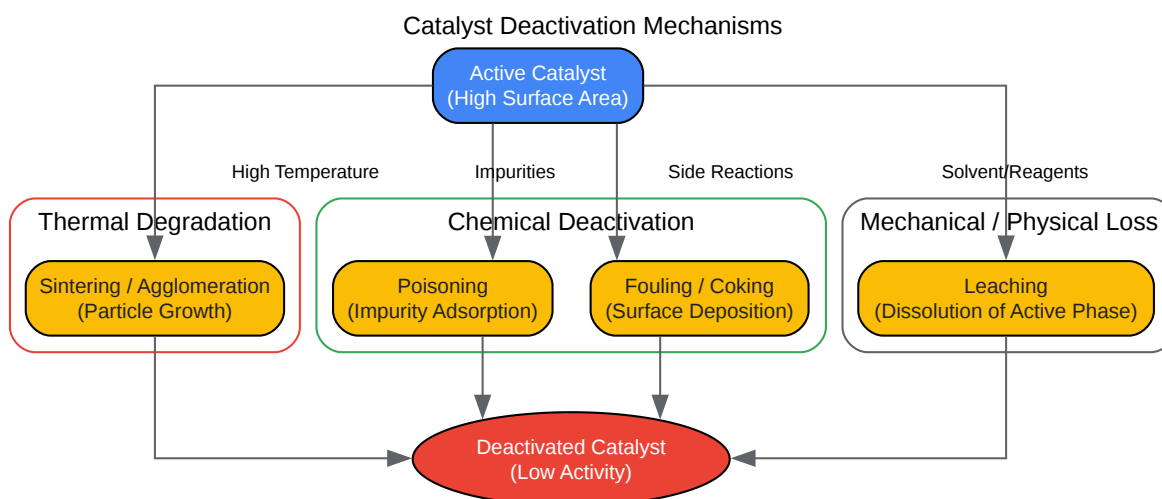 Catalyst Deactivation Mechanisms
Active Catalyst
(High Surface Area)
High Temperature
Impurities
Side Reactions
Solvent/Reagents
Thermal Degradation
Chemical Deactivation
Mechanical / Physical Loss
Sintering / Agglomeration
(Particle Growth)
Poisoning
(Impurity Adsorption)
Fouling / Coking
(Surface Deposition)
Leaching
(Dissolution of Active Phase)
Deactivated Catalyst
(Low Activity)